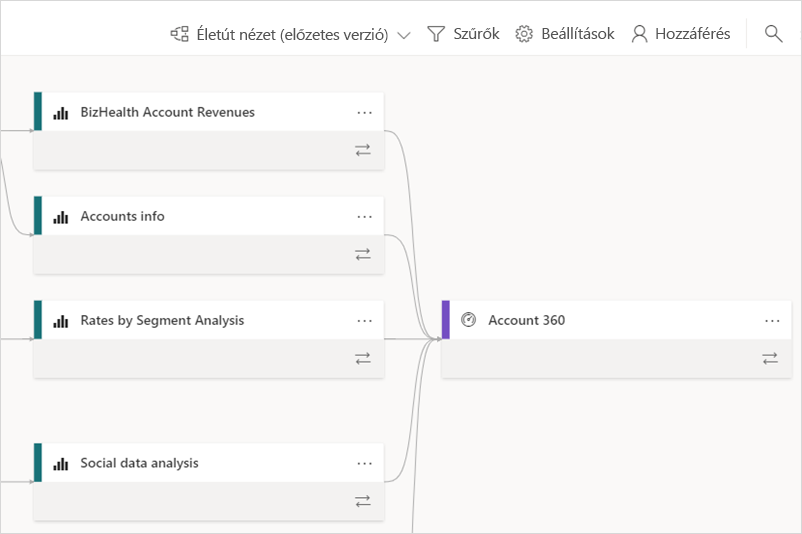 Életút nézet (előzetes verzió) Szűrők Beállítások Hozzáférés
BizHealth Account Revenues
Accounts info
Rates by Segment Analysis
Account 360
Social data analysis